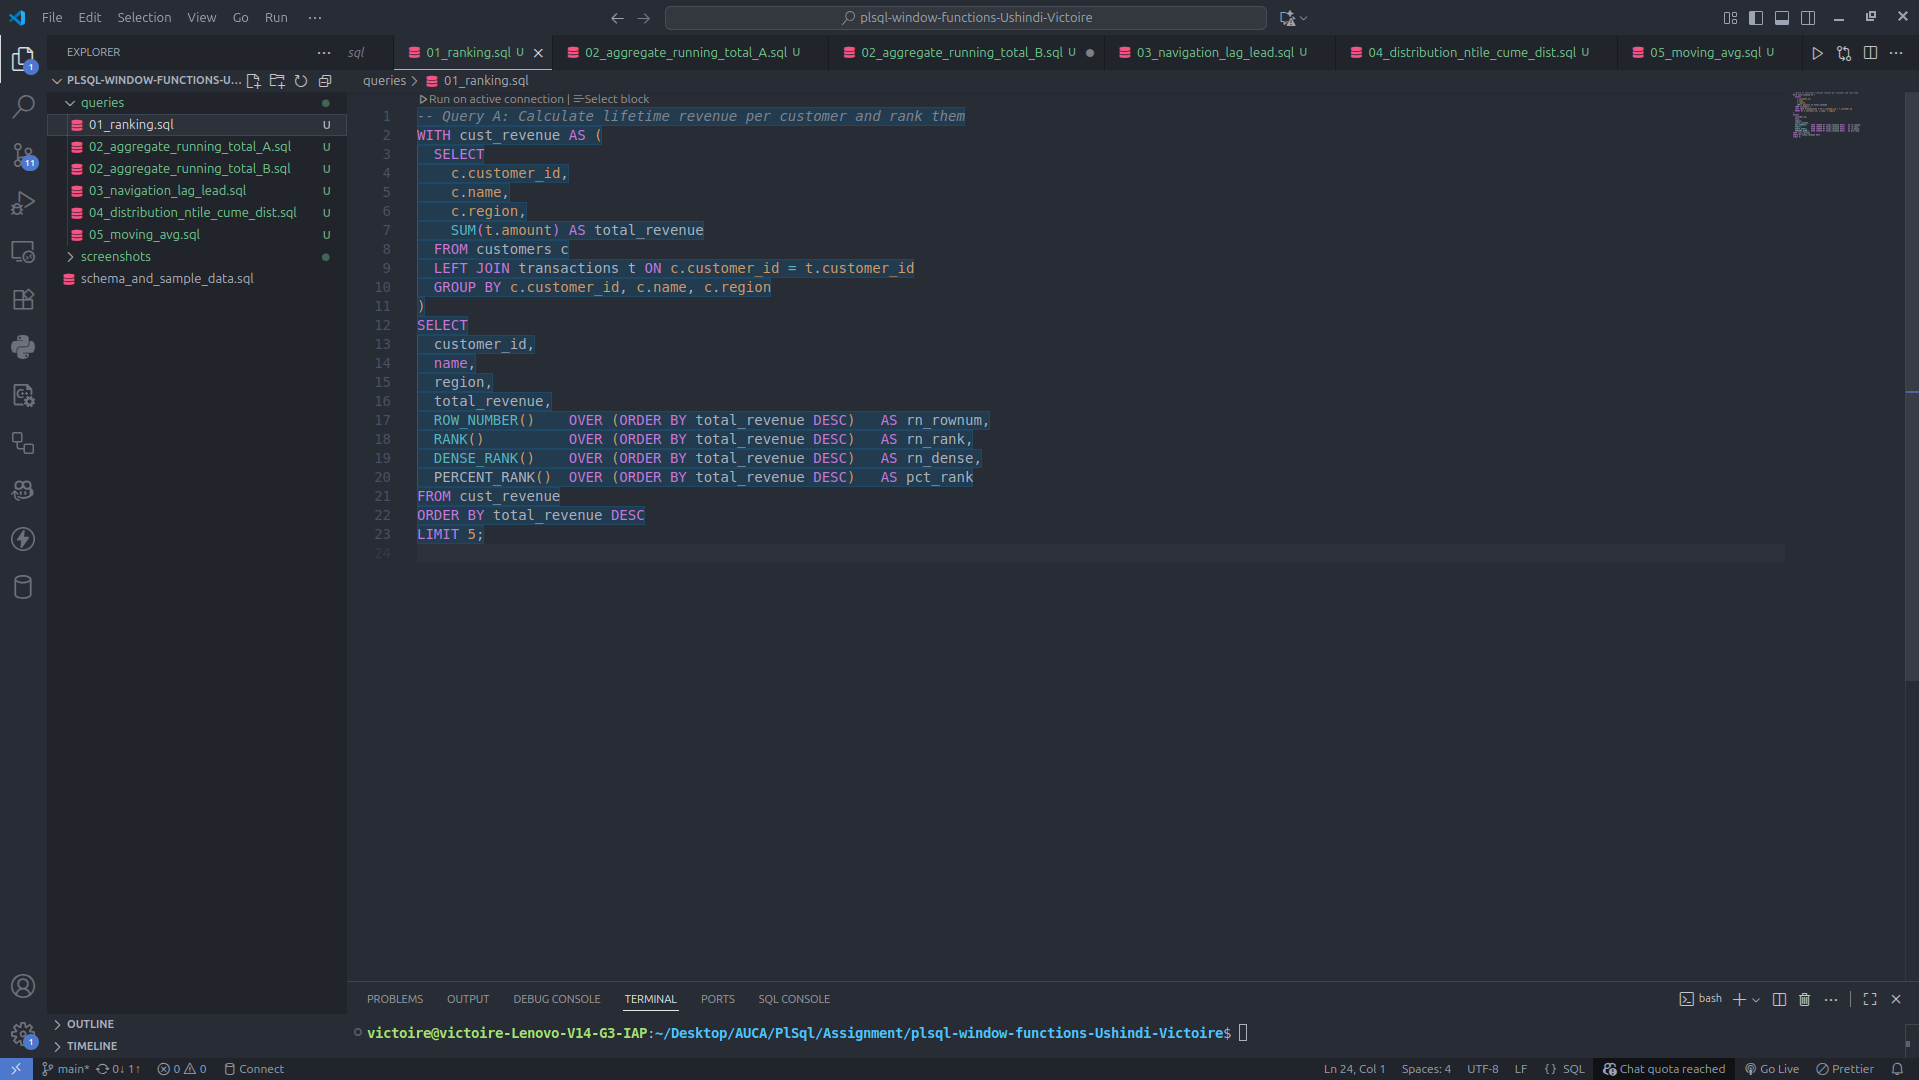 File Edit Selection View Go Run ···
plsql-window-functions-Ushindi-Victoire
EXPLORER ···
sql
01_ranking.sql U
02_aggregate_running_total_A.sql U
02_aggregate_running_total_B.sql U
03_navigation_lag_lead.sql U
04_distribution_ntile_cume_dist.sql U
05_moving_avg.sql U
···
PLSQL-WINDOW-FUNCTIONS-U...
queries
01_ranking.sql U
02_aggregate_running_total_A.sql U
02_aggregate_running_total_B.sql U
03_navigation_lag_lead.sql U
04_distribution_ntile_cume_dist.sql U
05_moving_avg.sql U
screenshots
schema_and_sample_data.sql
1
11
queries > 01_ranking.sql
Run on active connection | Select block
1 -- Query A: Calculate lifetime revenue per customer and rank them
2 WITH cust_revenue AS (
3 SELECT
4 c.customer_id,
5 c.name,
6 c.region,
7 SUM(t.amount) AS total_revenue
8 FROM customers c
9 LEFT JOIN transactions t ON c.customer_id = t.customer_id
10 GROUP BY c.customer_id, c.name, c.region
11 )
12 SELECT
13 customer_id,
14 name,
15 region,
16 total_revenue,
17 ROW_NUMBER() OVER (ORDER BY total_revenue DESC) AS rn_rownum,
18 RANK() OVER (ORDER BY total_revenue DESC) AS rn_rank,
19 DENSE_RANK() OVER (ORDER BY total_revenue DESC) AS rn_dense,
20 PERCENT_RANK() OVER (ORDER BY total_revenue DESC) AS pct_rank
21 FROM cust_revenue
22 ORDER BY total_revenue DESC
23 LIMIT 5;
24
PROBLEMS OUTPUT DEBUG CONSOLE TERMINAL PORTS SQL CONSOLE
bash
···
victoire@victoire-Lenovo-V14-G3-IAP:~/Desktop/AUCA/PlSql/Assignment/plsql-window-functions-Ushindi-Victoire$
OUTLINE
TIMELINE
1
main* 0↓ 1↑ 0 0 Connect
Ln 24, Col 1 Spaces: 4 UTF-8 LF {} SQL Chat quota reached Go Live Prettier